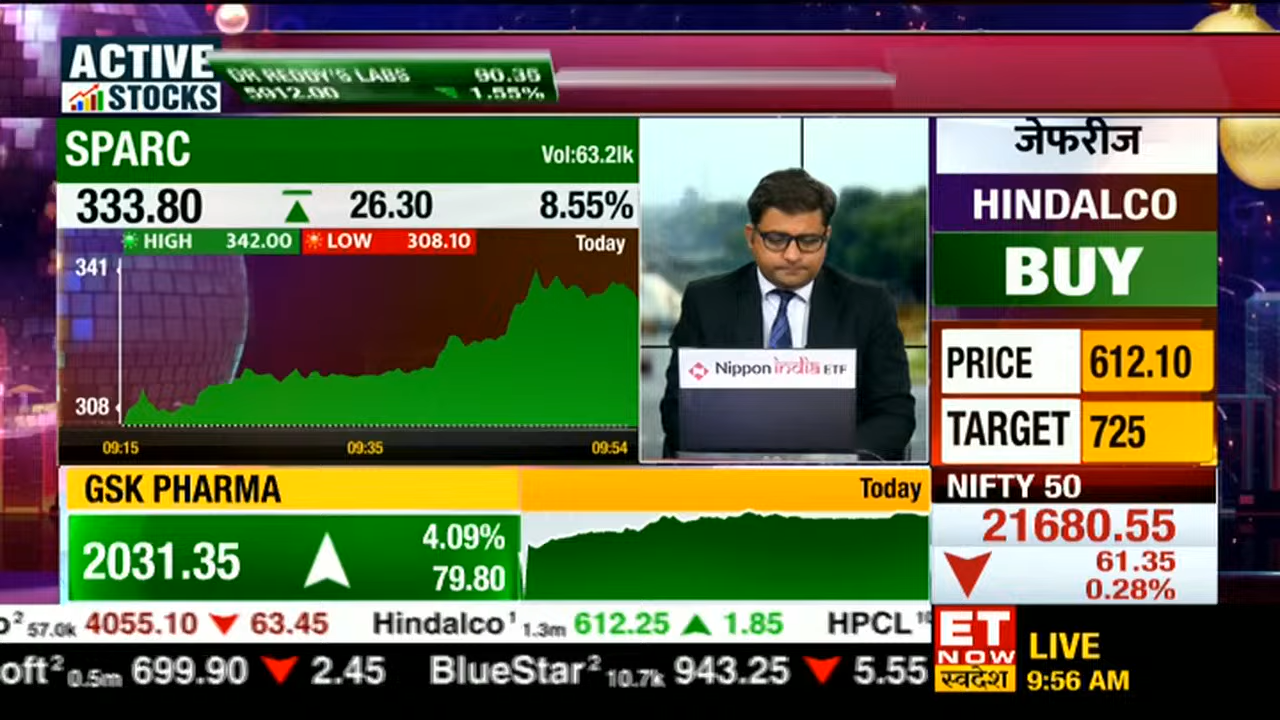 ACTIVE
STOCKS
DR REDDY'S LABS 90.35
5912.00 1.55%
SPARC Vol:63.2lk
333.80 26.30 8.55%
HIGH 342.00 LOW 308.10 Today
341
308
09:15 09:35 09:54
Nippon india ETF
जेफरीज
HINDALCO
BUY
PRICE 612.10
TARGET 725
GSK PHARMA Today
2031.35 4.09%
79.80
NIFTY 50
21680.55
61.35
0.28%
o² 57.0k 4055.10 63.45 Hindalco¹ 1.3m 612.25 1.85 HPCL
oft² 0.5m 699.90 2.45 BlueStar² 10.7k 943.25 5.55
ET
NOW
स्वदेश
LIVE
9:56 AM